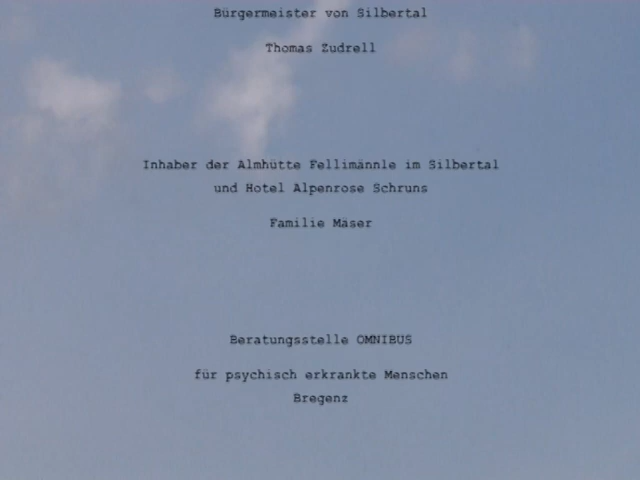 Bürgermeister von Silbertal
Thomas Zudrell
Inhaber der Almhütte Fellimännle im Silbertal
und Hotel Alpenrose Schruns
Familie Mäser
Beratungsstelle OMNIBUS
für psychisch erkrankte Menschen
Bregenz